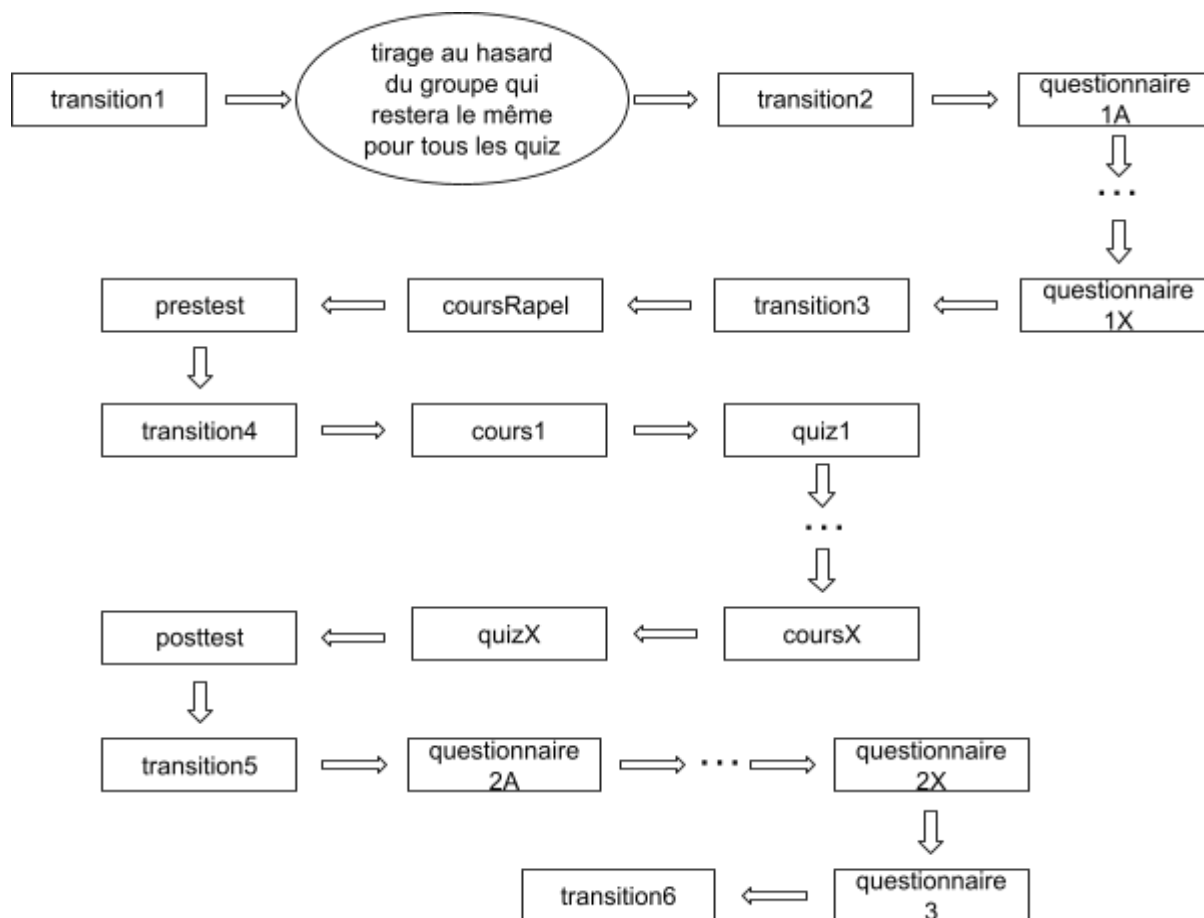 transition1
tirage au hasard
du groupe qui
restera le même
pour tous les quiz
transition2
questionnaire
1A
...
questionnaire
1X
transition3
coursRapel
prestest
transition4
cours1
quiz1
...
coursX
quizX
posttest
transition5
questionnaire
2A
...
questionnaire
2X
questionnaire
3
transition6